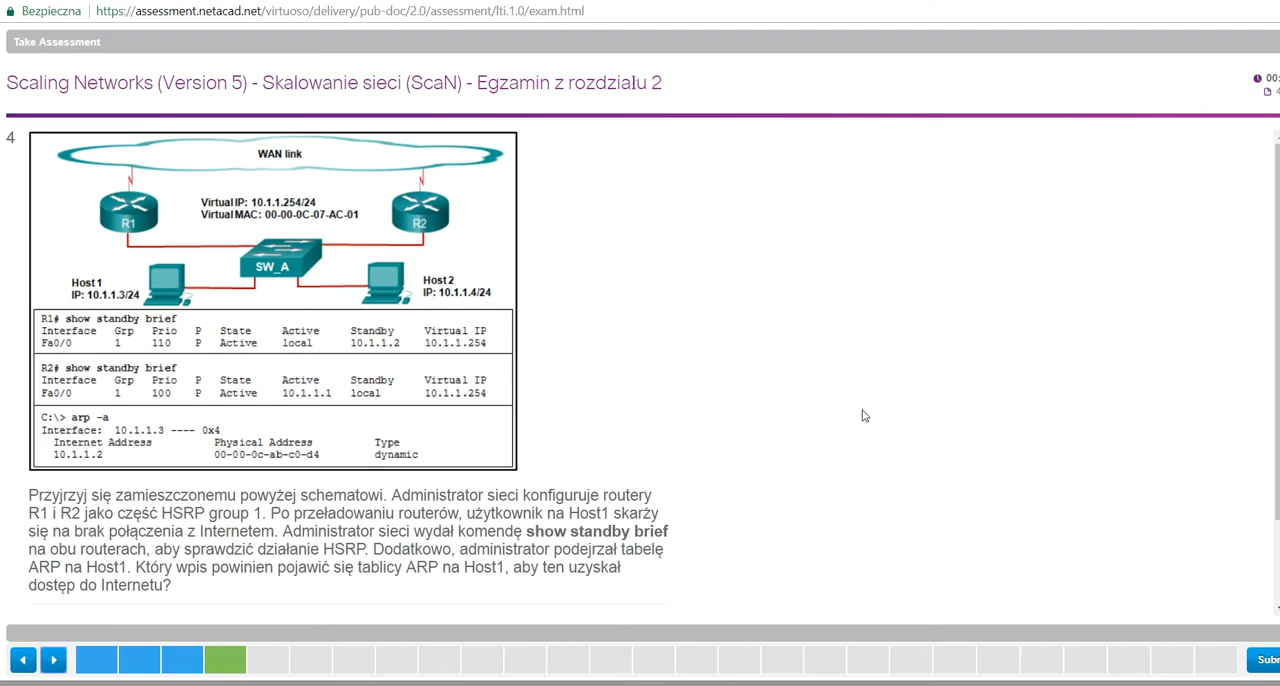 Bezpieczna https://assessment.netacad.net/virtuoso/delivery/pub-doc/2.0/assessment/lti.1.0/exam.html
Take Assessment
Scaling Networks (Version 5) - Skalowanie sieci (ScaN) - Egzamin z rozdziału 2
00:
4
4
WAN link
Virtual IP: 10.1.1.254/24
Virtual MAC: 00-00-0C-07-AC-01
R1
R2
SW_A
Host 1
IP: 10.1.1.3/24
Host 2
IP: 10.1.1.4/24
R1# show standby brief
Interface Grp Prio P State Active Standby Virtual IP
Fa0/0 1 110 P Active local 10.1.1.2 10.1.1.254
R2# show standby brief
Interface Grp Prio P State Active Standby Virtual IP
Fa0/0 1 100 P Active 10.1.1.1 local 10.1.1.254
C:\> arp -a
Interface: 10.1.1.3 ---- 0x4
Internet Address Physical Address Type
10.1.1.2 00-00-0c-ab-c0-d4 dynamic
Przyjrzyj się zamieszczonemu powyżej schematowi. Administrator sieci konfiguruje routery
R1 i R2 jako część HSRP group 1. Po przeładowaniu routerów, użytkownik na Host1 skarży
się na brak połączenia z Internetem. Administrator sieci wydał komendę show standby brief
na obu routerach, aby sprawdzić działanie HSRP. Dodatkowo, administrator podejrzał tabelę
ARP na Host1. Który wpis powinien pojawić się tablicy ARP na Host1, aby ten uzyskał
dostęp do Internetu?
Subm